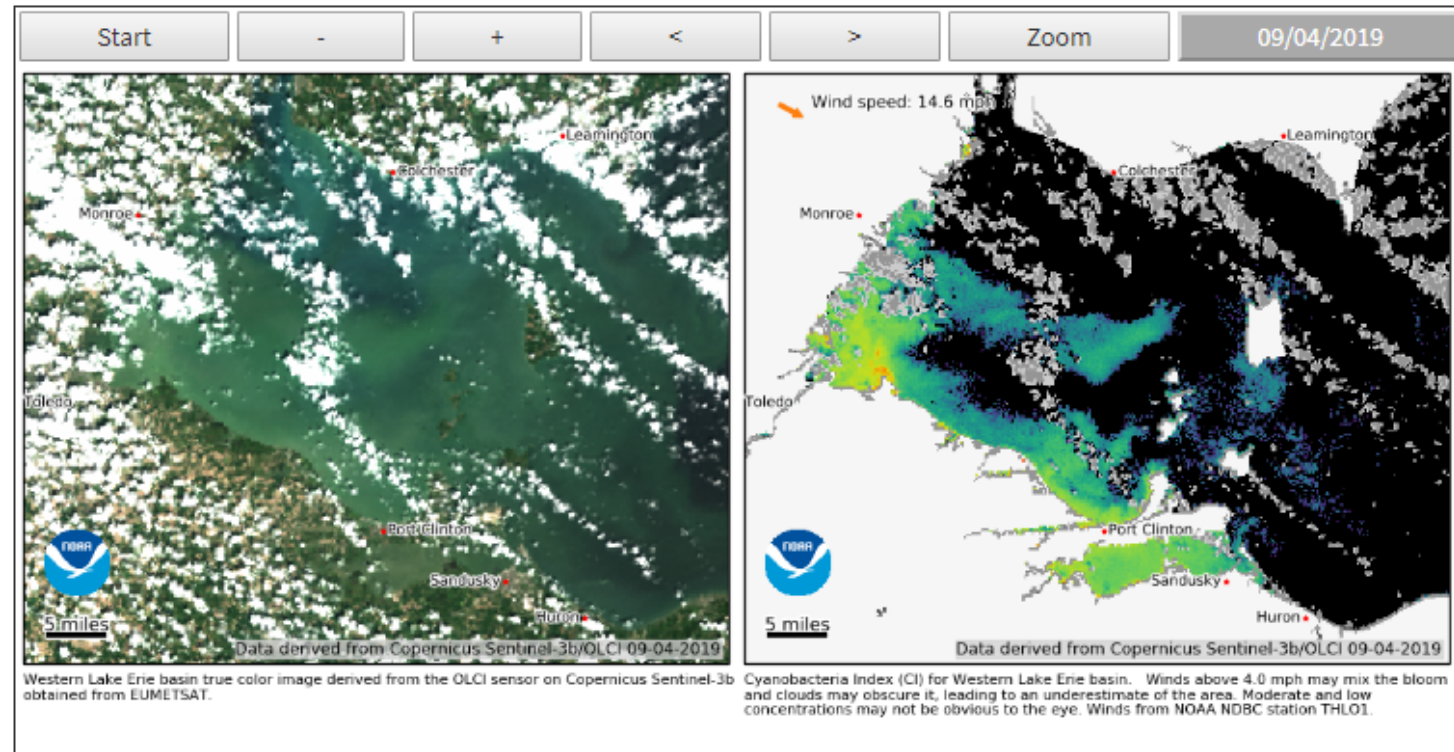 Start - + < > Zoom 09/04/2019
Leamington
Colchester
Monroe
Toledo
Port Clinton
Sandusky
Huron
NOAA
5 miles
Data derived from Copernicus Sentinel-3b/OLCI 09-04-2019
Western Lake Erie basin true color image derived from the OLCI sensor on Copernicus Sentinel-3b
obtained from EUMETSAT.
Wind speed: 14.6 mph
Leamington
Colchester
Monroe
Toledo
Port Clinton
Sandusky
Huron
NOAA
5 miles
Data derived from Copernicus Sentinel-3b/OLCI 09-04-2019
Cyanobacteria Index (CI) for Western Lake Erie basin. Winds above 4.0 mph may mix the bloom
and clouds may obscure it, leading to an underestimate of the area. Moderate and low
concentrations may not be obvious to the eye. Winds from NOAA NDBC station THLO1.